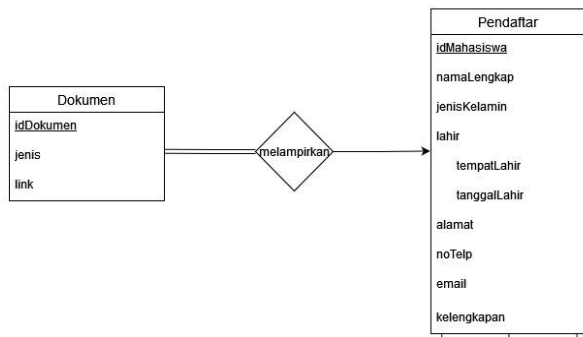 Dokumen
idDokumen
jenis
link
melampirkan
Pendaftar
idMahasiswa
namaLengkap
jenisKelamin
lahir
tempatLahir
tanggalLahir
alamat
noTelp
email
kelengkapan